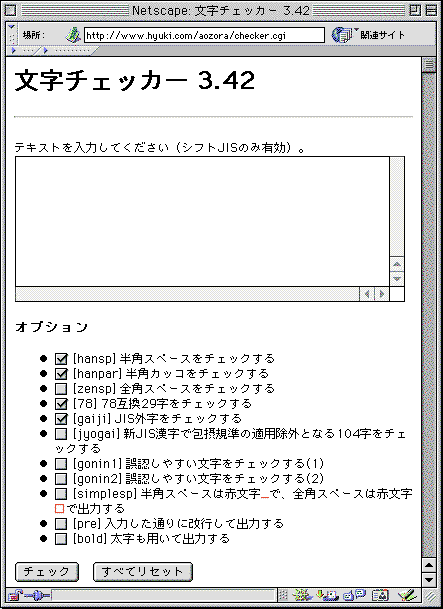 Netscape: 文字チェッカー 3.42
場所: http://www.hyuki.com/aozora/checker.cgi 関連サイト
文字チェッカー 3.42
テキストを入力してください（シフトJISのみ有効）。
オプション
[hansp] 半角スペースをチェックする
[hanpar] 半角カッコをチェックする
[zensp] 全角スペースをチェックする
[78] 78互換29字をチェックする
[gaiji] JIS外字をチェックする
[jyogai] 新JIS漢字で包摂規準の適用除外となる104字をチェ
ックする
[gonin1] 誤認しやすい文字をチェックする(1)
[gonin2] 誤認しやすい文字をチェックする(2)
[simplesp] 半角スペースは赤文字_で、全角スペースは赤文字
□で出力する
[pre] 入力した通りに改行して出力する
[bold] 太字も用いて出力する
チェック すべてリセット